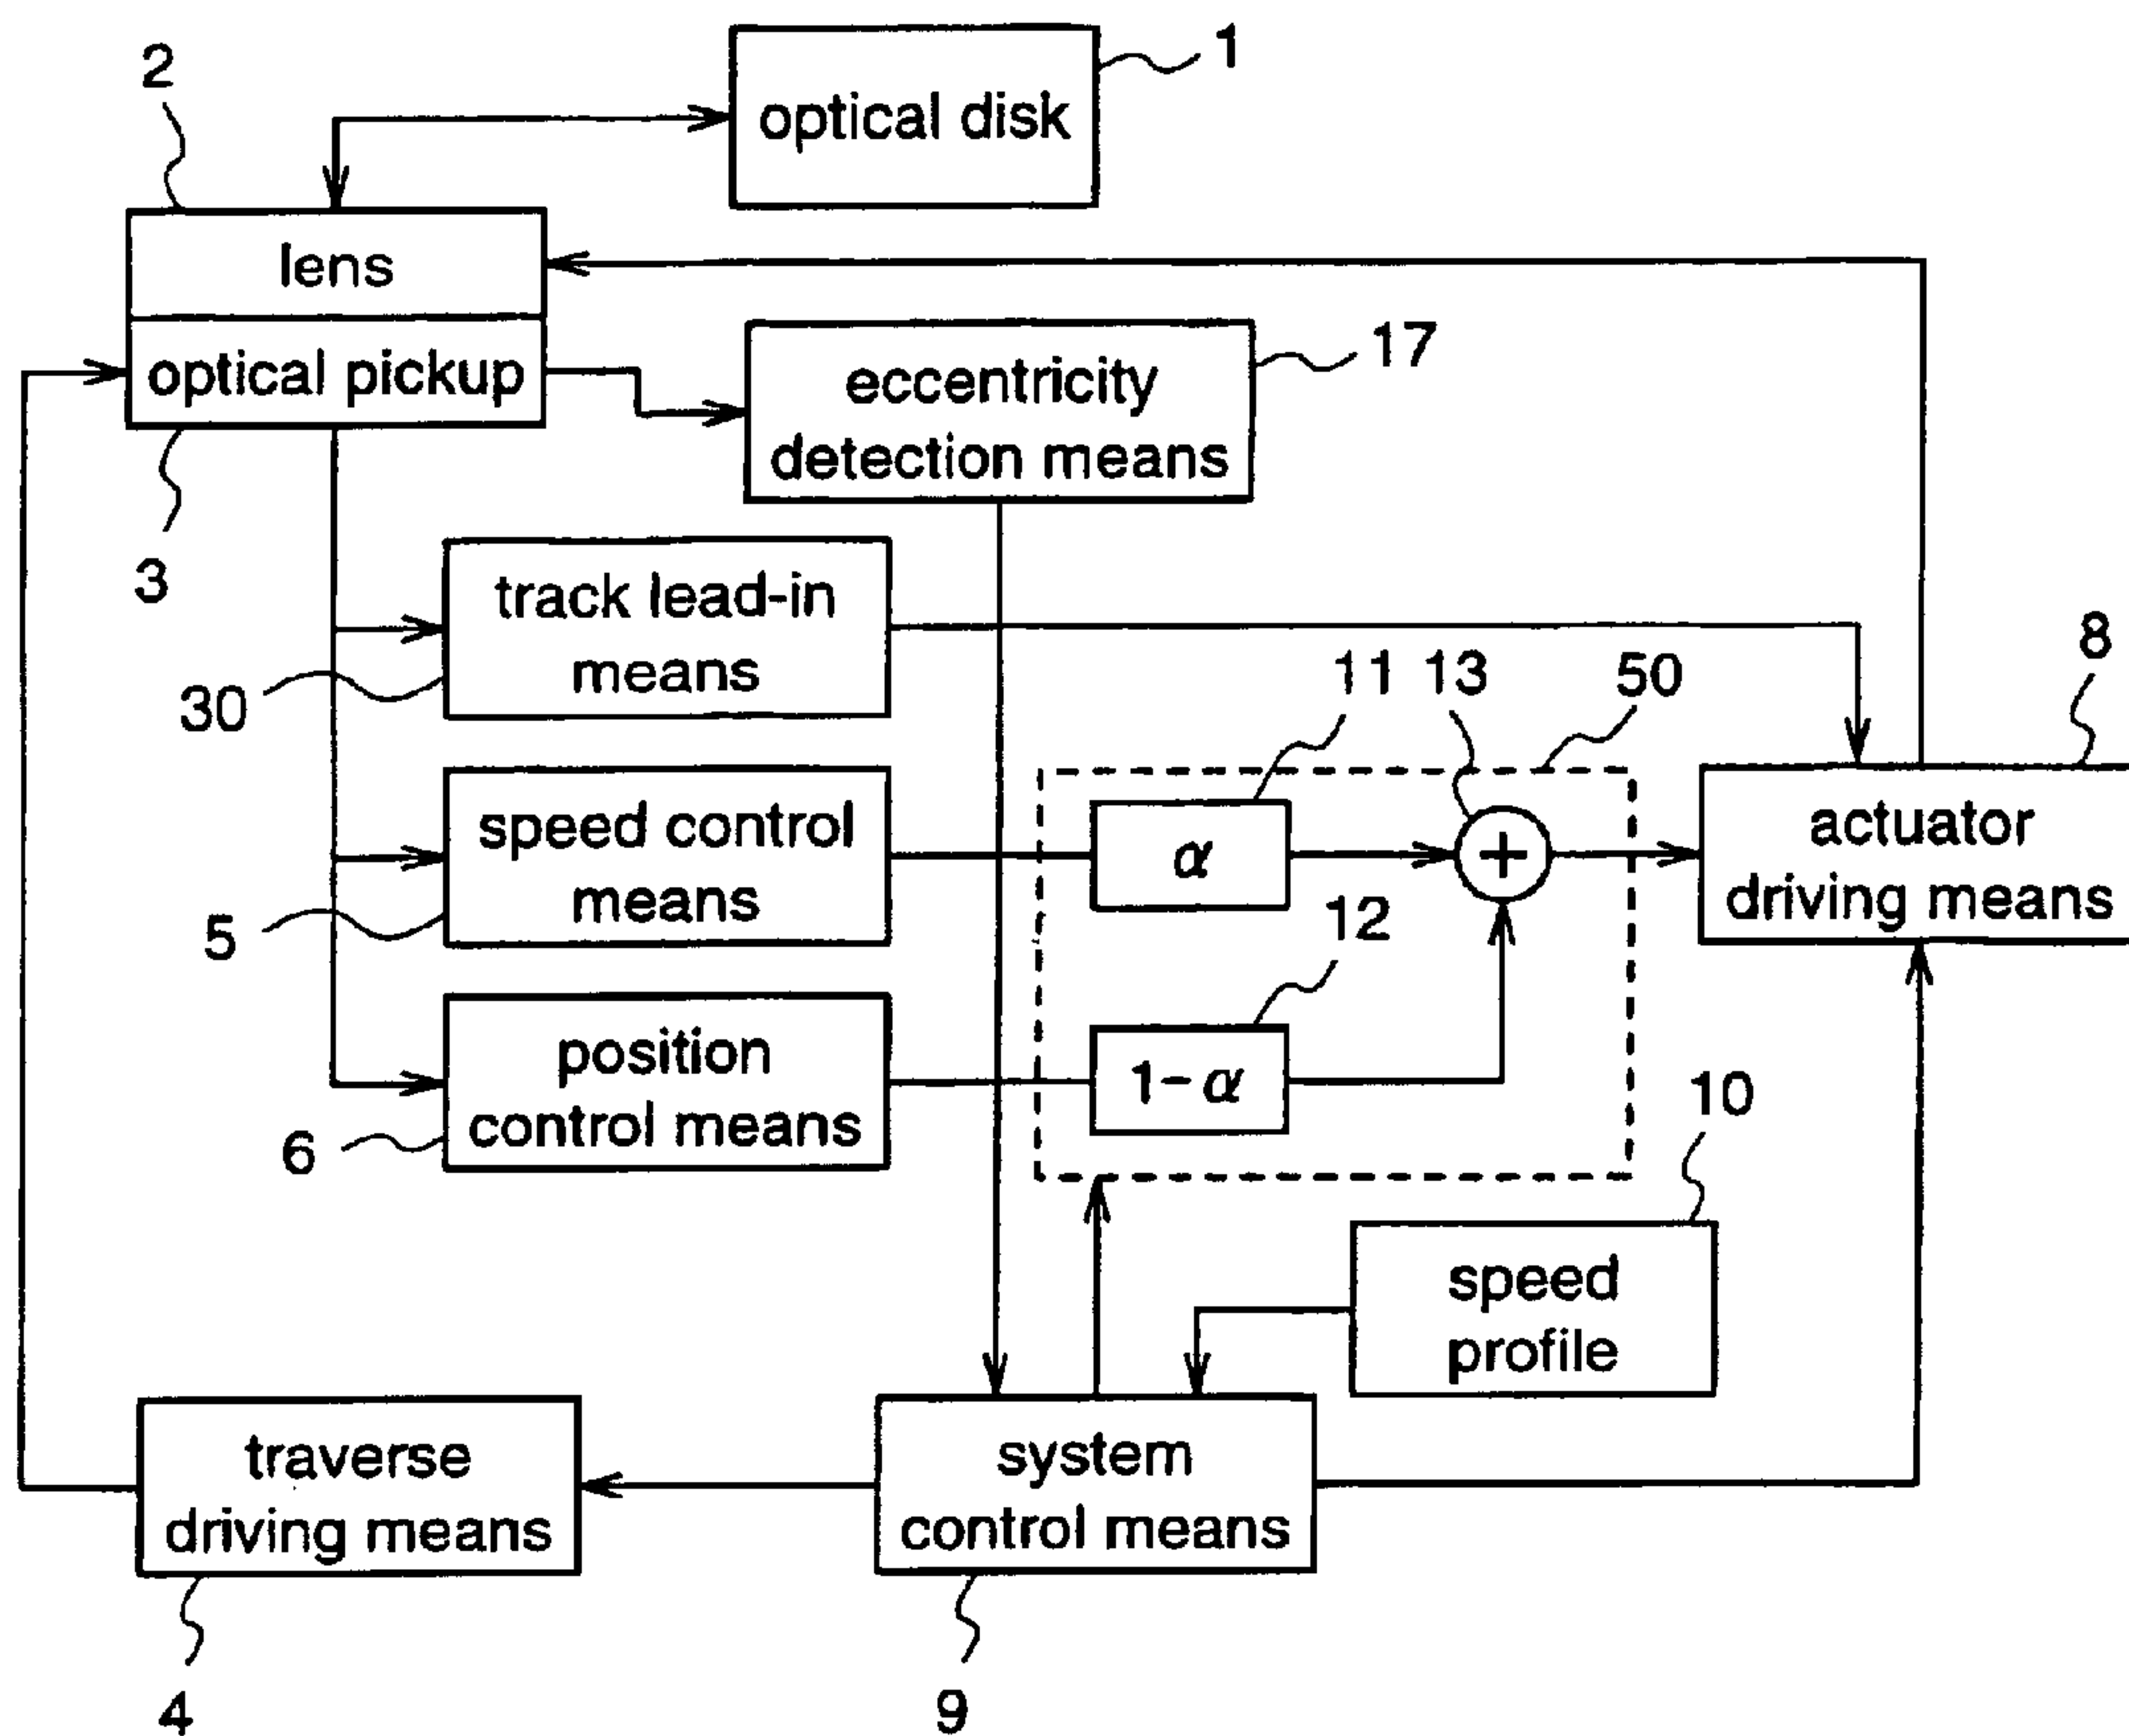 1
optical disk
2
lens
optical pickup
3
17
eccentricity
detection means
track lead-in
means
30
11
13
50
8
speed control
means
5
α
+
actuator
driving means
12
position
control means
6
1-α
10
speed
profile
traverse
driving means
4
system
control means
9